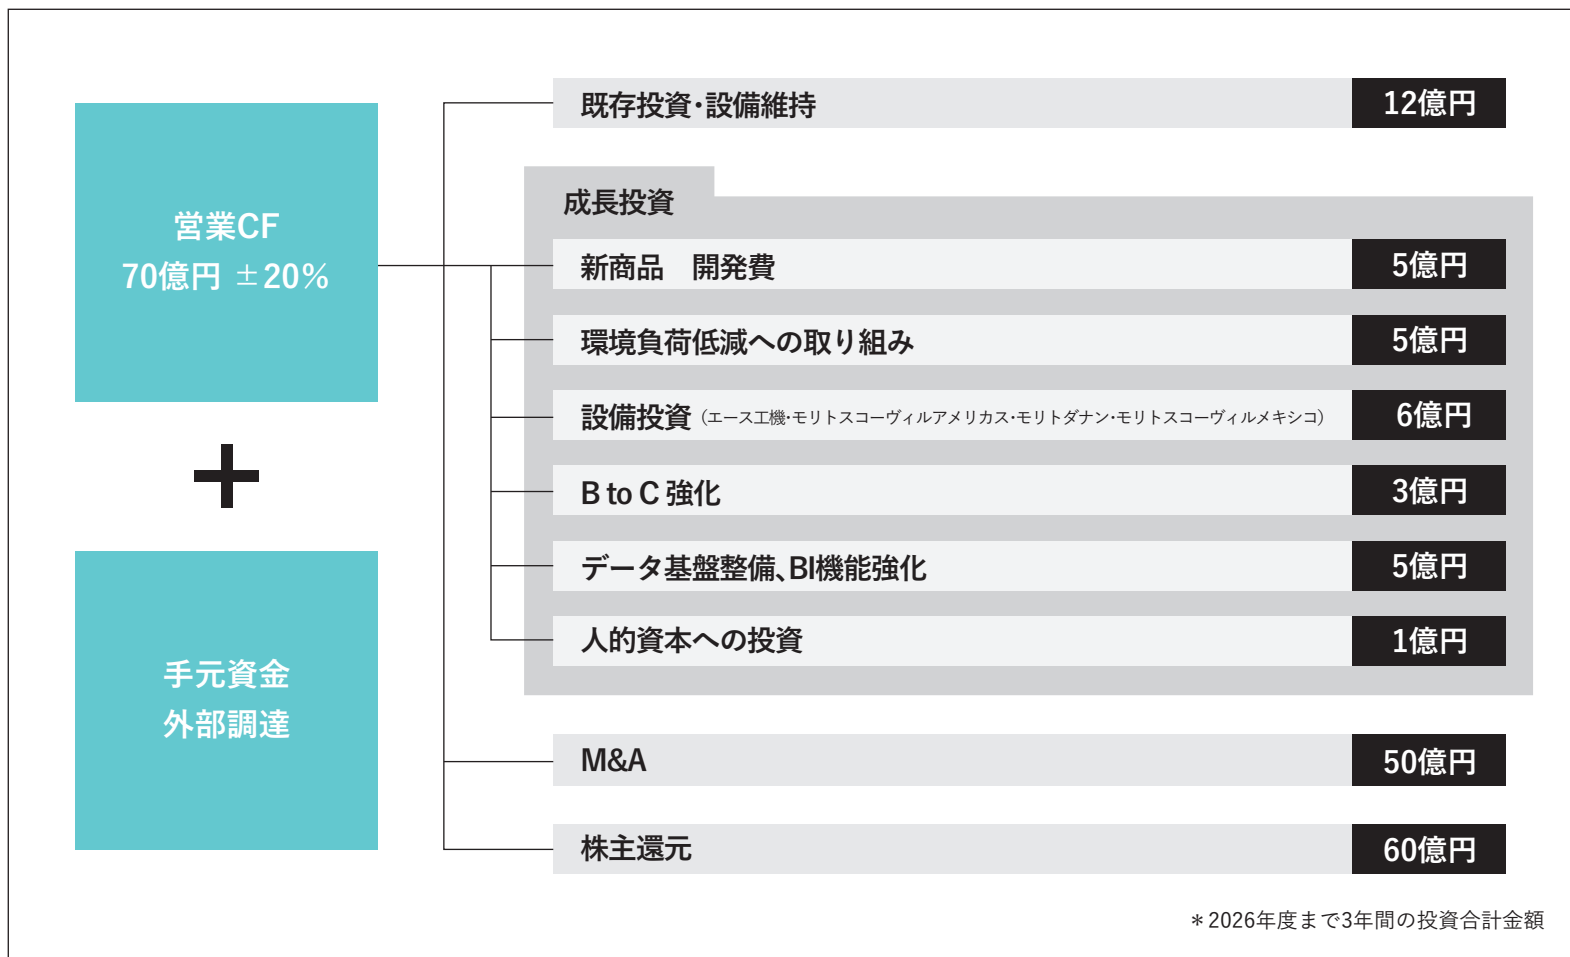 営業CF
70億円 ±20%
手元資金
外部調達
既存投資・設備維持 12億円
成長投資
新商品　開発費 5億円
環境負荷低減への取り組み 5億円
設備投資（エース工機・モリトスコーヴィルアメリカス・モリトダナン・モリトスコーヴィルメキシコ） 6億円
B to C 強化 3億円
データ基盤整備、BI機能強化 5億円
人的資本への投資 1億円
M&A 50億円
株主還元 60億円
＊2026年度まで3年間の投資合計金額